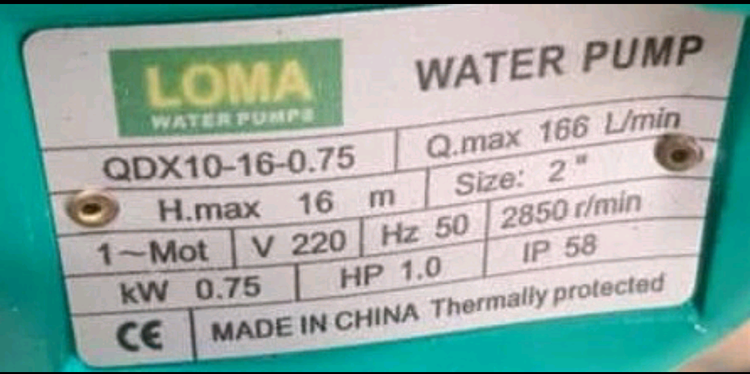 LOMA
WATER PUMPS
WATER PUMP
QDX10-16-0.75
Q.max 166 L/min
H.max 16 m
Size: 2"
1~Mot V 220 Hz 50 2850 r/min
kW 0.75 HP 1.0 IP 58
CE MADE IN CHINA Thermally protected